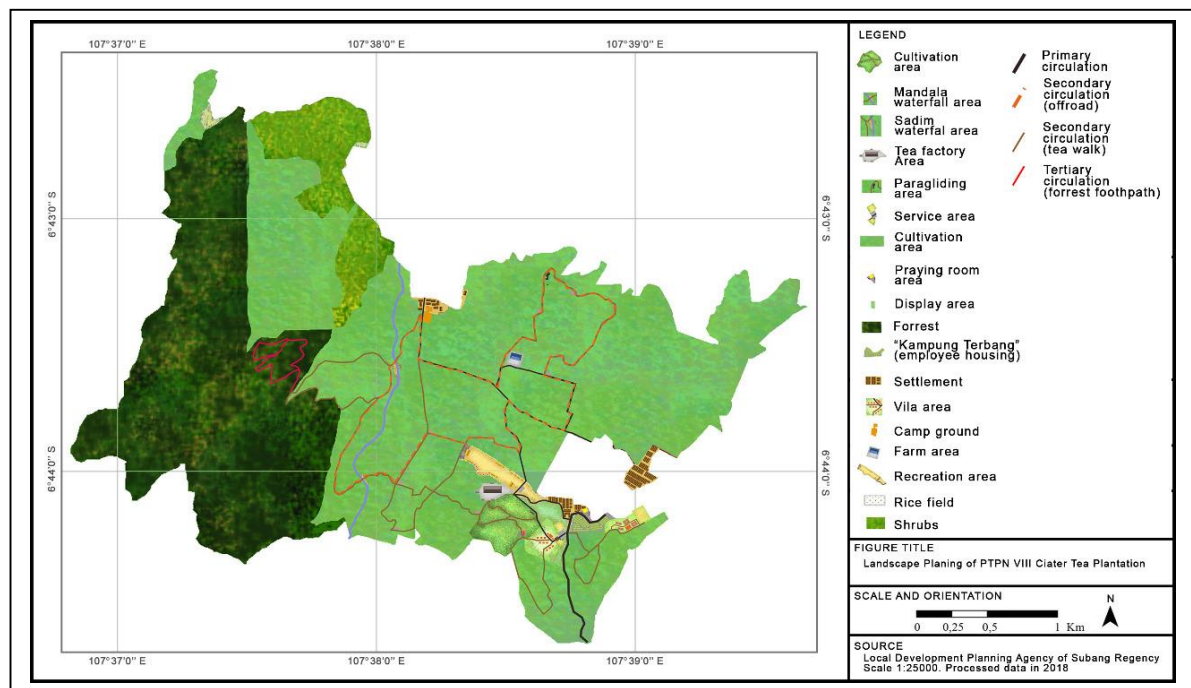 107°37'0'' E
107°38'0'' E
107°39'0'' E
6°43'0'' S
6°43'0'' S
6°44'0'' S
6°44'0'' S
107°37'0'' E
107°38'0'' E
107°39'0'' E
LEGEND
Cultivation
area
Mandala
waterfall area
Sadim
waterfal area
Tea factory
Area
Paragliding
area
Service area
Cultivation
area
Praying room
area
Display area
Forrest
"Kampung Terbang"
(employee housing)
Settlement
Vila area
Camp ground
Farm area
Recreation area
Rice field
Shrubs
Primary
circulation
Secondary
circulation
(offroad)
Secondary
circulation
(tea walk)
Tertiary
circulation
(forrest foothpath)
FIGURE TITLE
Landscape Planing of PTPN VIII Ciater Tea Plantation
SCALE AND ORIENTATION
N
0 0,25 0,5 1 Km
SOURCE
Local Development Planning Agency of Subang Regency
Scale 1:25000. Processed data in 2018